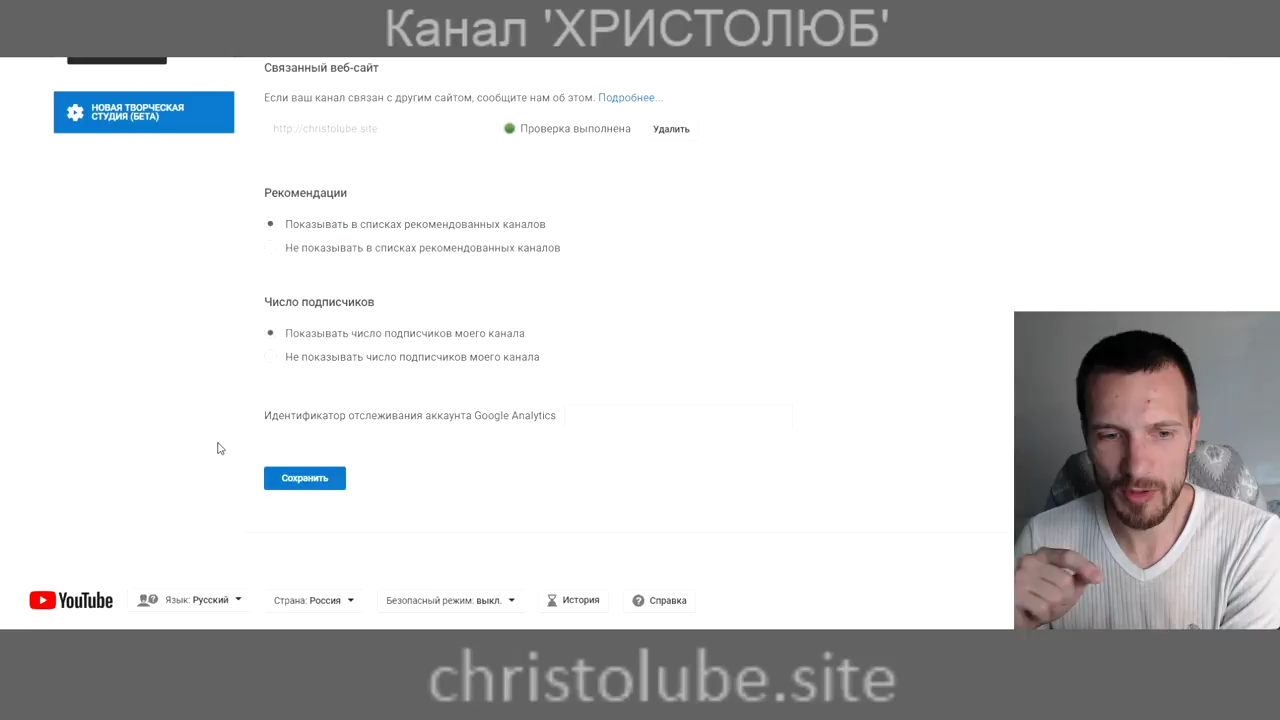 Канал 'ХРИСТОЛЮБ'
Связанный веб-сайт
Если ваш канал связан с другим сайтом, сообщите нам об этом. Подробнее...
НОВАЯ ТВОРЧЕСКАЯ
СТУДИЯ (БЕТА)
http://christolube.site
Проверка выполнена
Удалить
Рекомендации
Показывать в списках рекомендованных каналов
Не показывать в списках рекомендованных каналов
Число подписчиков
Показывать число подписчиков моего канала
Не показывать число подписчиков моего канала
Идентификатор отслеживания аккаунта Google Analytics
Сохранить
YouTube
Язык: Русский
Страна: Россия
Безопасный режим: выкл.
История
Справка
christolube.site